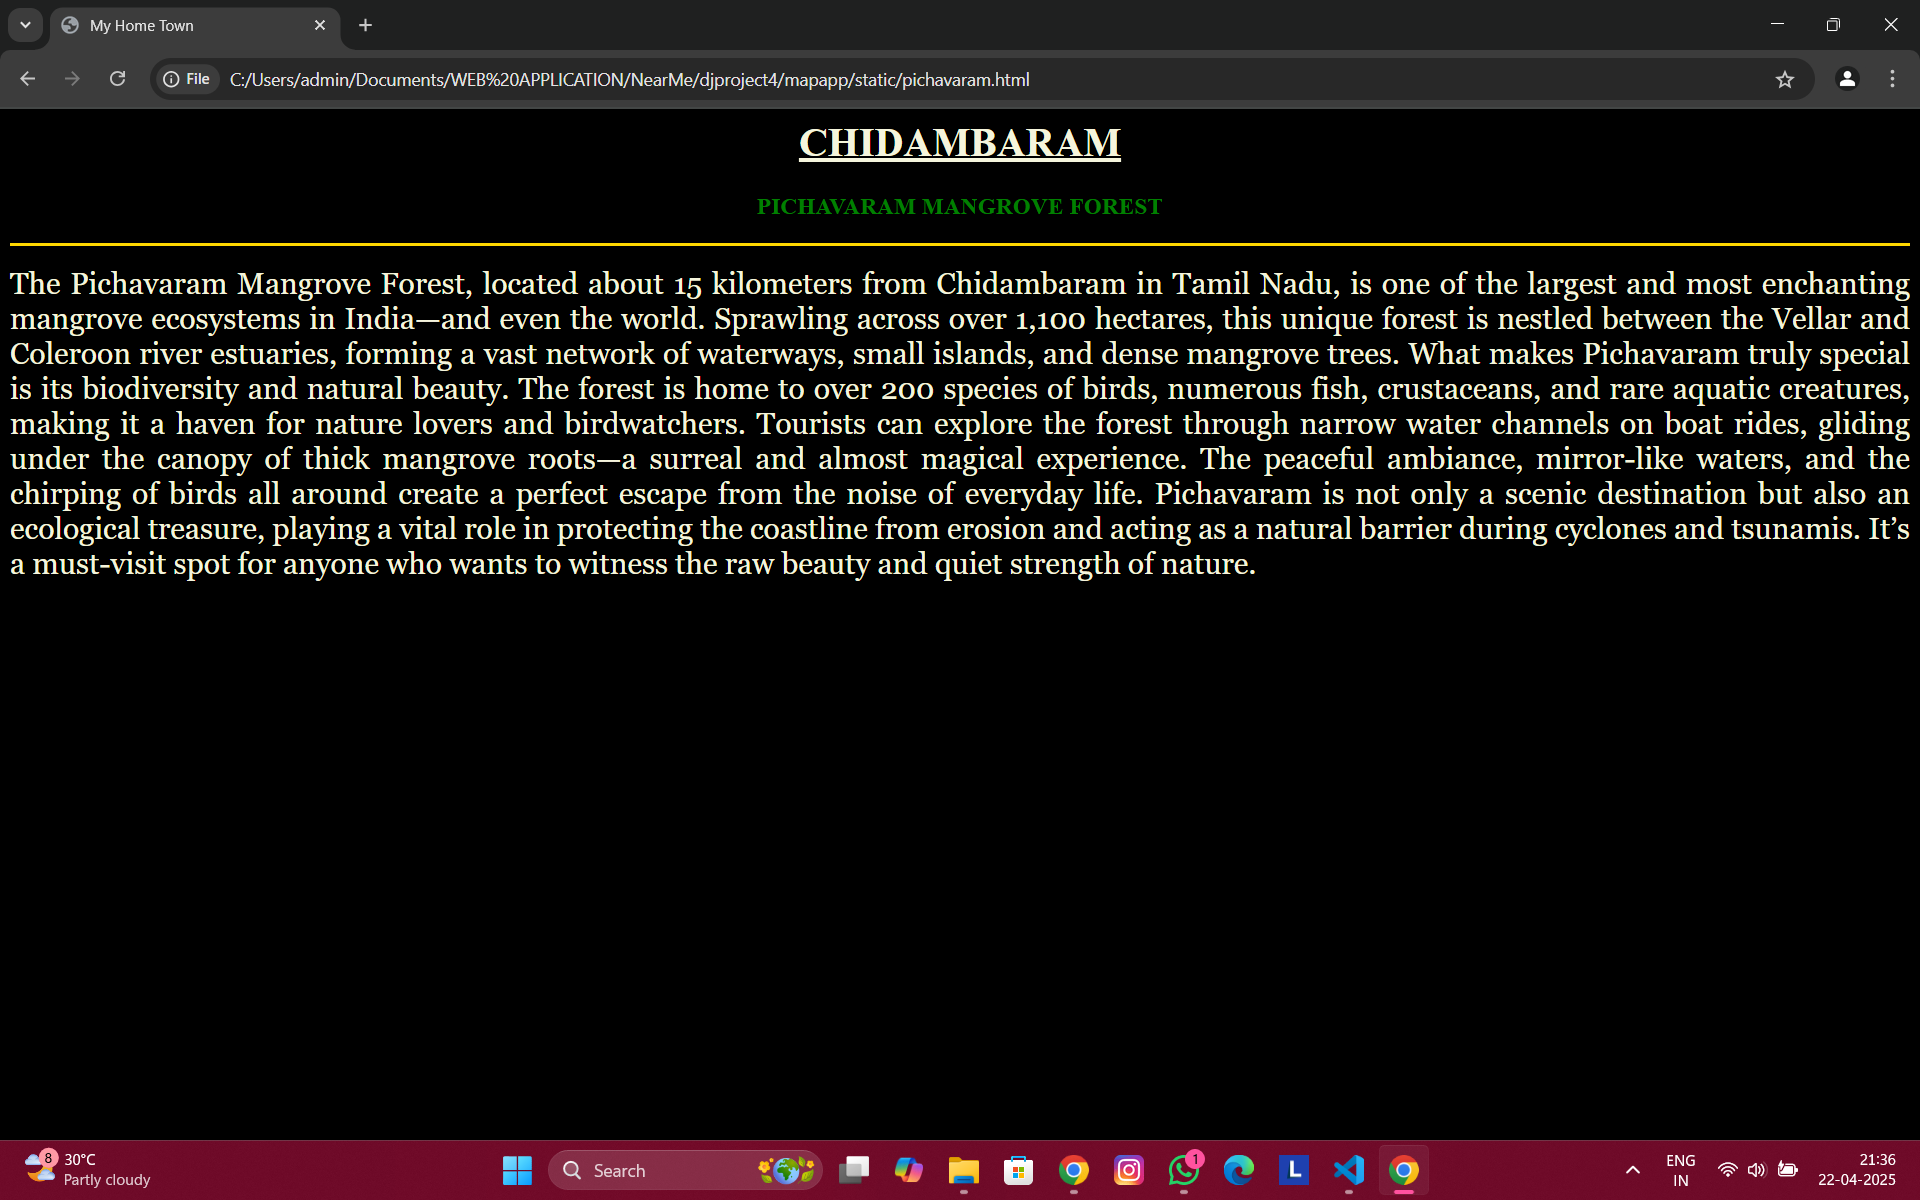 My Home Town
File
C:/Users/admin/Documents/WEB%20APPLICATION/NearMe/djproject4/mapapp/static/pichavaram.html
CHIDAMBARAM
PICHAVARAM MANGROVE FOREST
The Pichavaram Mangrove Forest, located about 15 kilometers from Chidambaram in Tamil Nadu, is one of the largest and most enchanting
mangrove ecosystems in India—and even the world. Sprawling across over 1,100 hectares, this unique forest is nestled between the Vellar and
Coleroon river estuaries, forming a vast network of waterways, small islands, and dense mangrove trees. What makes Pichavaram truly special
is its biodiversity and natural beauty. The forest is home to over 200 species of birds, numerous fish, crustaceans, and rare aquatic creatures,
making it a haven for nature lovers and birdwatchers. Tourists can explore the forest through narrow water channels on boat rides, gliding
under the canopy of thick mangrove roots—a surreal and almost magical experience. The peaceful ambiance, mirror-like waters, and the
chirping of birds all around create a perfect escape from the noise of everyday life. Pichavaram is not only a scenic destination but also an
ecological treasure, playing a vital role in protecting the coastline from erosion and acting as a natural barrier during cyclones and tsunamis. It’s
a must-visit spot for anyone who wants to witness the raw beauty and quiet strength of nature.
8
30°C
Partly cloudy
Search
1
L
ENG
IN
21:36
22-04-2025